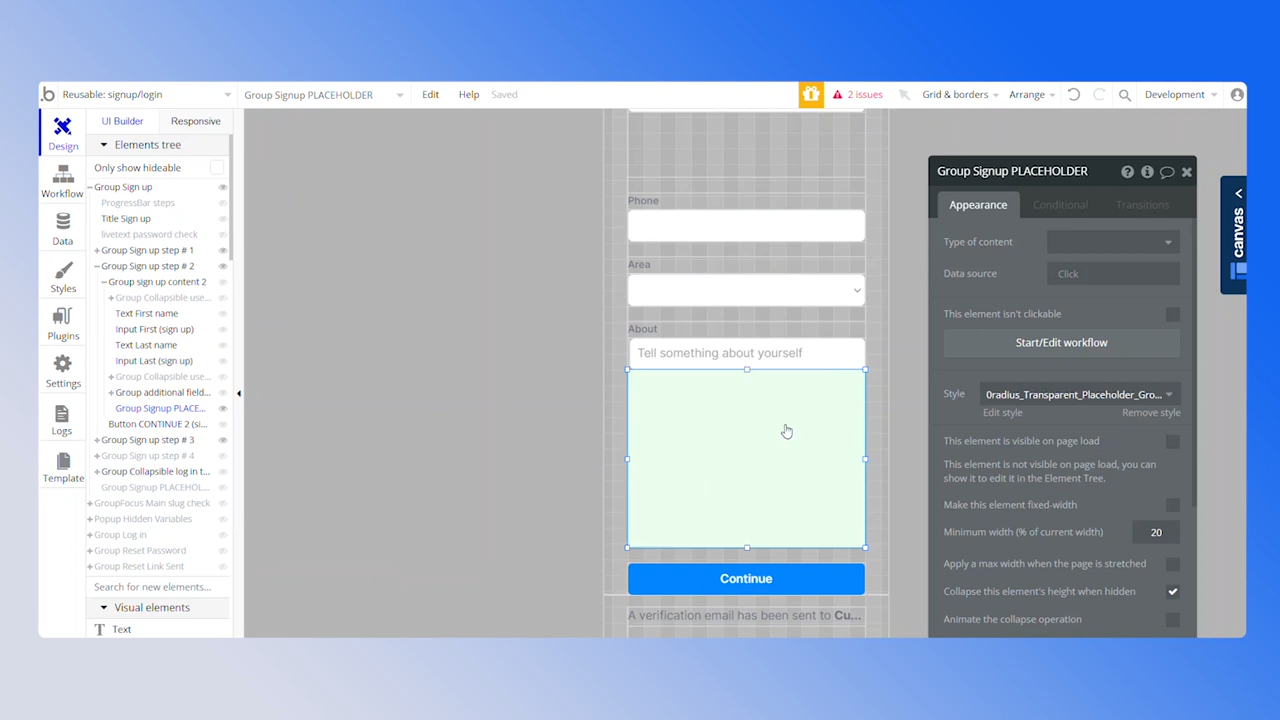 Reusable: signup/login
Group Signup PLACEHOLDER
Edit
Help
Saved
2 issues
Grid & borders
Arrange
Development
Design
Workflow
Data
Styles
Plugins
Settings
Logs
Template
UI Builder
Responsive
Elements tree
Only show hideable
Group Sign up
ProgressBar steps
Title Sign up
livetext password check
Group Sign up step # 1
Group Sign up step # 2
Group sign up content 2
Group Collapsible use...
Text First name
Input First (sign up)
Text Last name
Input Last (sign up)
Group Collapsible use...
Group additional field...
Group Signup PLACE...
Button CONTINUE 2 (si...
Group Sign up step # 3
Group Sign up step # 4
Group Collapsible log in t...
Group Signup PLACEHOL...
GroupFocus Main slug check
Popup Hidden Variables
Group Log in
Group Reset Password
Group Reset Link Sent
Search for new elements...
Visual elements
Text
Phone
Area
About
Tell something about yourself
Continue
A verification email has been sent to Cu...
Group Signup PLACEHOLDER
Appearance
Conditional
Transitions
Type of content
Data source
Click
This element isn't clickable
Start/Edit workflow
Style
0radius_Transparent_Placeholder_Gro...
Edit style
Remove style
This element is visible on page load
This element is not visible on page load, you can
show it to edit it in the Element Tree.
Make this element fixed-width
Minimum width (% of current width)
20
Apply a max width when the page is stretched
Collapse this element's height when hidden
Animate the collapse operation
canvas